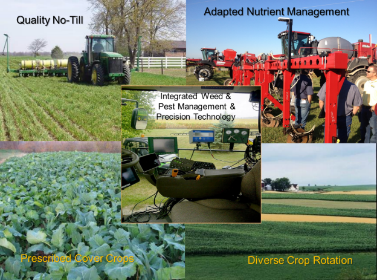 Quality No-Till
Adapted Nutrient Management
Integrated Weed &
Pest Management &
Precision Technology
Prescribed Cover Crops
Diverse Crop Rotation